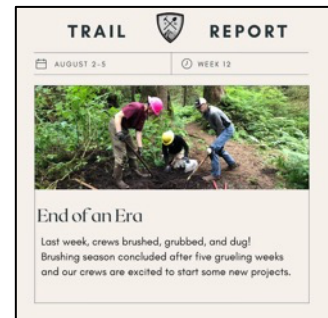 TRAIL REPORT
AUGUST 2-5 WEEK 12
End of an Era
Last week, crews brushed, grubbed, and dug!
Brushing season concluded after five grueling weeks
and our crews are excited to start some new projects.